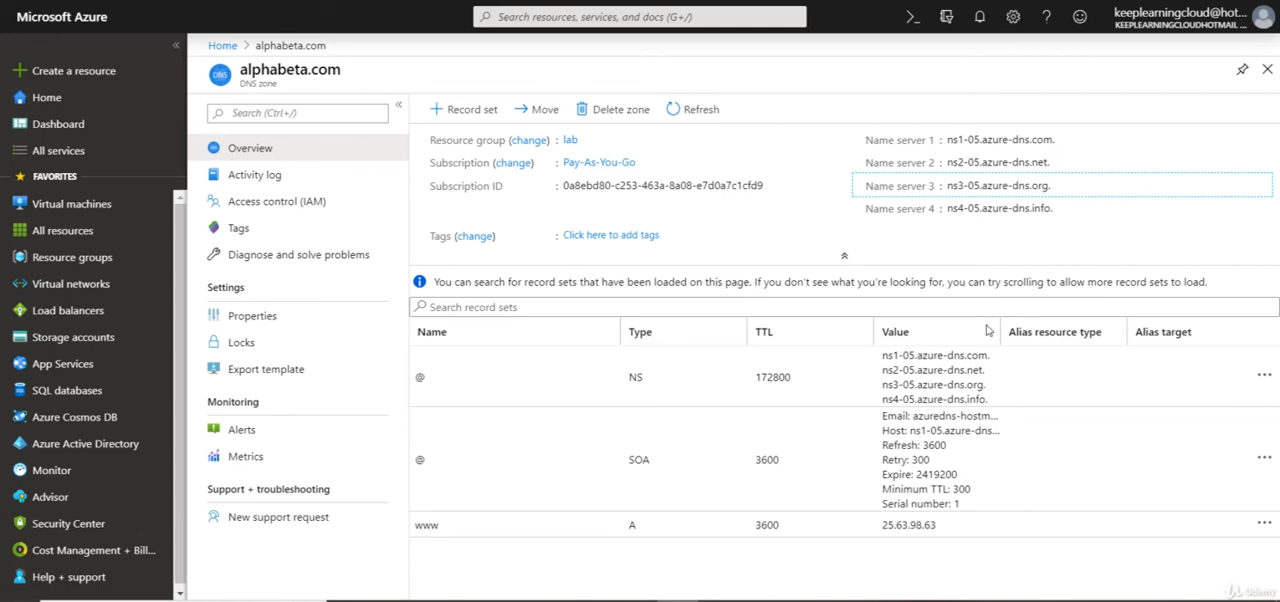 Microsoft Azure
Search resources, services, and docs (G+/)
keeplearningcloud@hot...
KEEPLEARNINGCLOUDHOTMAIL ...
«
Create a resource
Home
Dashboard
All services
FAVORITES
Virtual machines
All resources
Resource groups
Virtual networks
Load balancers
Storage accounts
App Services
SQL databases
Azure Cosmos DB
Azure Active Directory
Monitor
Advisor
Security Center
Cost Management + Bill...
Help + support
Home > alphabeta.com
DNS
alphabeta.com
DNS zone
Search (Ctrl+/)
«
Overview
Activity log
Access control (IAM)
Tags
Diagnose and solve problems
Settings
Properties
Locks
Export template
Monitoring
Alerts
Metrics
Support + troubleshooting
New support request
Record set Move Delete zone Refresh
Resource group (change) : lab
Subscription (change) : Pay-As-You-Go
Subscription ID : 0a8ebd80-c253-463a-8a08-e7d0a7c1cfd9
Tags (change) : Click here to add tags
Name server 1 : ns1-05.azure-dns.com.
Name server 2 : ns2-05.azure-dns.net.
Name server 3 : ns3-05.azure-dns.org.
Name server 4 : ns4-05.azure-dns.info.
You can search for record sets that have been loaded on this page. If you don't see what you're looking for, you can try scrolling to allow more record sets to load.
Search record sets
Name Type TTL Value Alias resource type Alias target
@ NS 172800
ns1-05.azure-dns.com.
ns2-05.azure-dns.net.
ns3-05.azure-dns.org.
ns4-05.azure-dns.info.
...
@ SOA 3600
Email: azuredns-hostm...
Host: ns1-05.azure-dns...
Refresh: 3600
Retry: 300
Expire: 2419200
Minimum TTL: 300
Serial number: 1
...
www A 3600 25.63.98.63 ...
Udemy